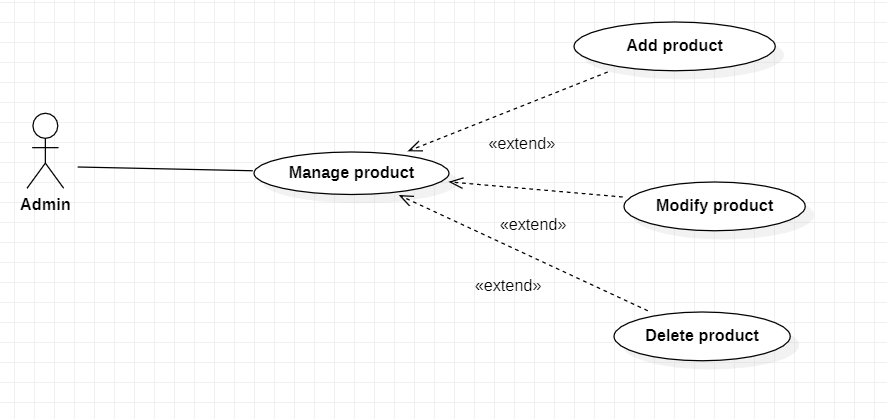 Add product
«extend»
Manage product
Admin
Modify product
«extend»
«extend»
Delete product